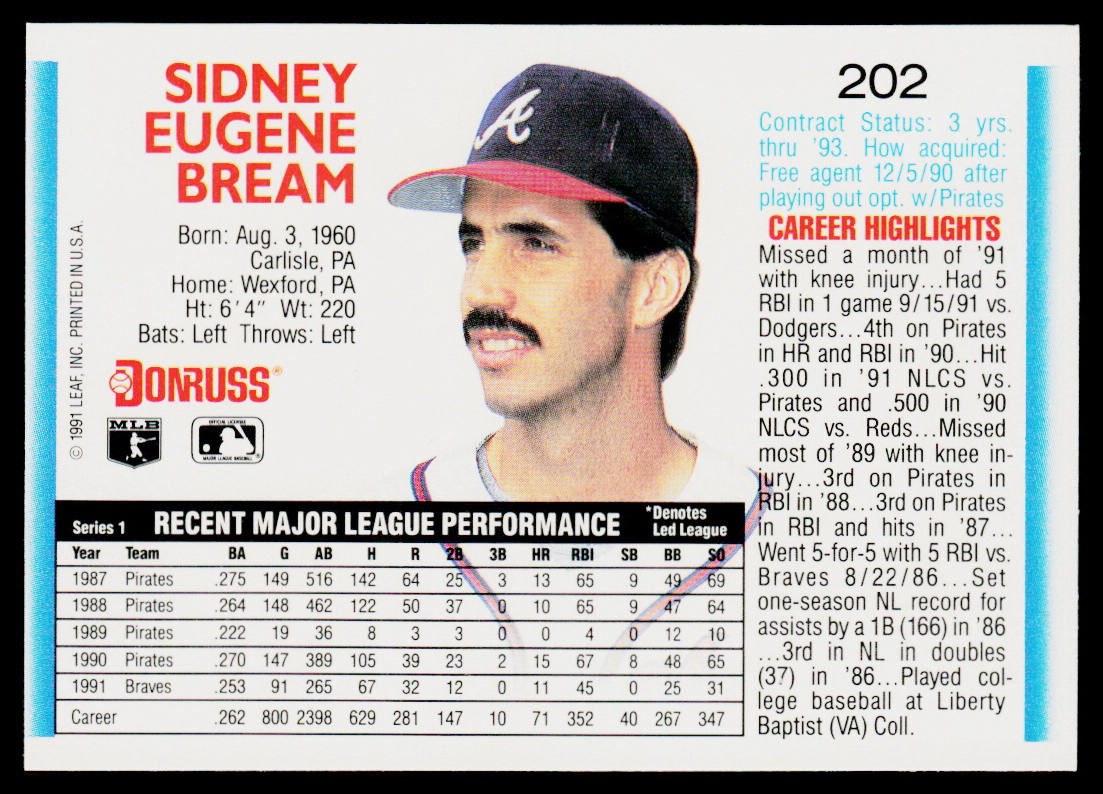 SIDNEY
EUGENE
BREAM
Born: Aug. 3, 1960
Carlisle, PA
Home: Wexford, PA
Ht: 6'4" Wt: 220
Bats: Left Throws: Left
DONRUSS®
MLB
OFFICIAL LICENSEE
MAJOR LEAGUE BASEBALL®
© 1991 LEAF, INC. PRINTED IN U.S.A.
A
202
Contract Status: 3 yrs.
thru '93. How acquired:
Free agent 12/5/90 after
playing out opt. w/Pirates
CAREER HIGHLIGHTS
Missed a month of '91
with knee injury...Had 5
RBI in 1 game 9/15/91 vs.
Dodgers...4th on Pirates
in HR and RBI in '90...Hit
.300 in '91 NLCS vs.
Pirates and .500 in '90
NLCS vs. Reds...Missed
most of '89 with knee in-
jury...3rd on Pirates in
RBI in '88...3rd on Pirates
in RBI and hits in '87...
Went 5-for-5 with 5 RBI vs.
Braves 8/22/86...Set
one-season NL record for
assists by a 1B (166) in '86
...3rd in NL in doubles
(37) in '86...Played col-
lege baseball at Liberty
Baptist (VA) Coll.
Series 1 RECENT MAJOR LEAGUE PERFORMANCE *Denotes
Led League
Year Team BA G AB H R 2B 3B HR RBI SB BB SO
1987 Pirates .275 149 516 142 64 25 3 13 65 9 49 69
1988 Pirates .264 148 462 122 50 37 0 10 65 9 47 64
1989 Pirates .222 19 36 8 3 3 0 0 4 0 12 10
1990 Pirates .270 147 389 105 39 23 2 15 67 8 48 65
1991 Braves .253 91 265 67 32 12 0 11 45 0 25 31
Career .262 800 2398 629 281 147 10 71 352 40 267 347